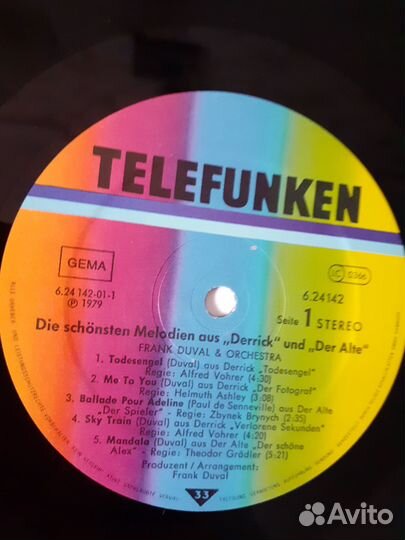 TELEFUNKEN
GEMA
LC 0366
6.24142-01-1
℗ 1979
6.24142
Seite 1 STEREO
Die schönsten Melodien aus „Derrick" und „Der Alte"
FRANK DUVAL & ORCHESTRA
1. Todesengel (Duval) aus Derrick „Todesengel"
Regie: Alfred Vohrer (4:30)
2. Me To You (Duval) aus Derrick „Der Fotograf"
Regie: Helmuth Ashley (3:08)
3. Ballade Pour Adeline (Paul de Senneville) aus Der Alte
„Der Spieler" - Regie: Zbynek Brynych (2:25)
4. Sky Train (Duval) aus Derrick „Verlorene Sekunden"
Regie: Alfred Vohrer (4:20)
5. Mandala (Duval) aus Der Alte „Der schöne
Alex" - Regie: Theodor Grädler (5:21)
Produzent / Arrangement:
Frank Duval
33
Avito